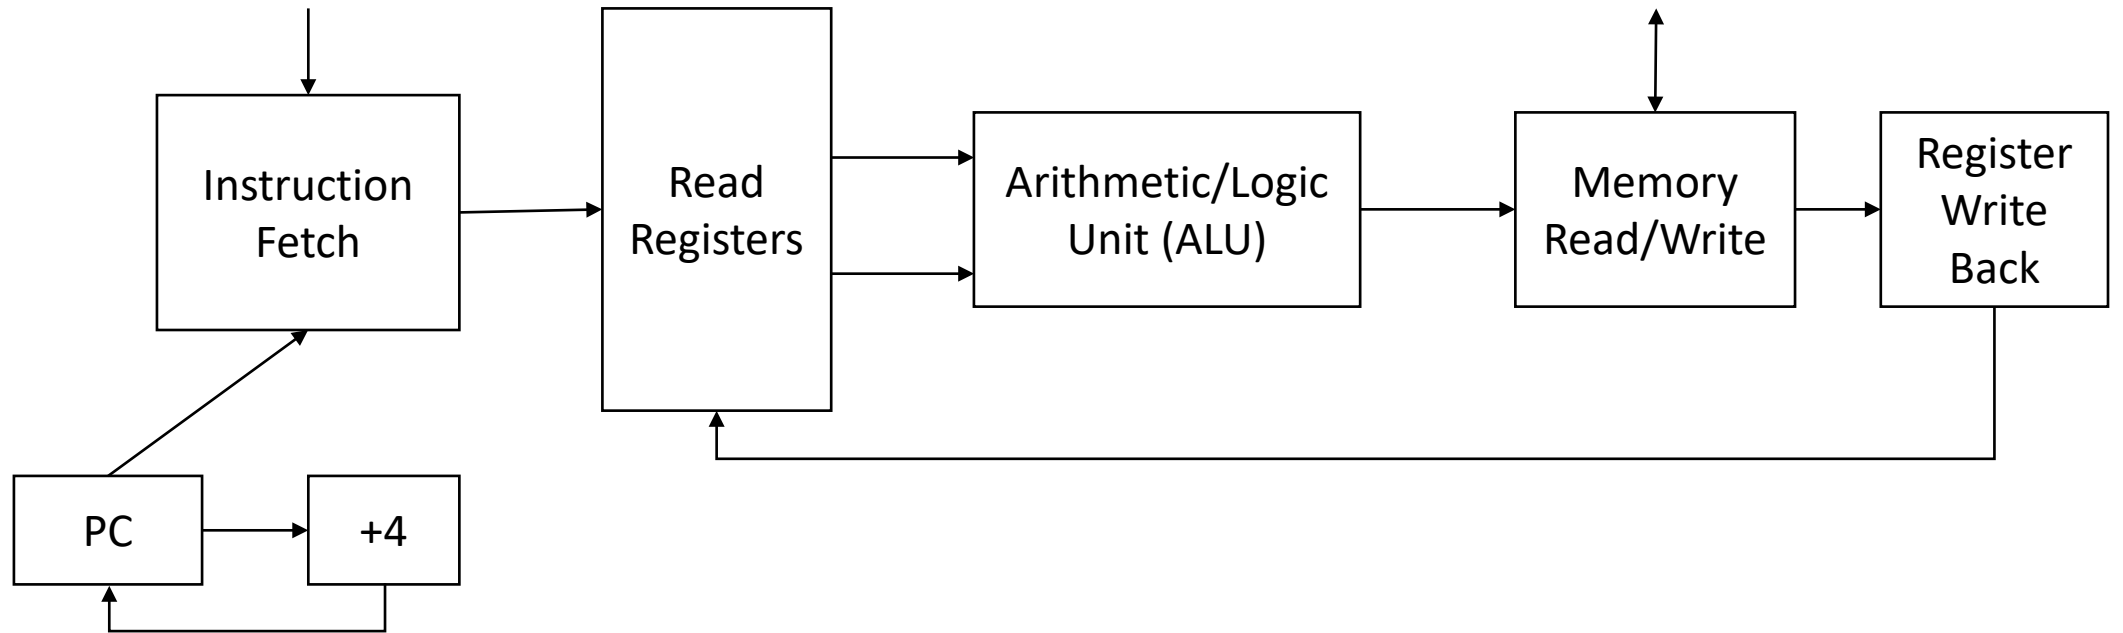 Instruction
Fetch
Read
Registers
Arithmetic/Logic
Unit (ALU)
Memory
Read/Write
Register
Write
Back
PC
+4